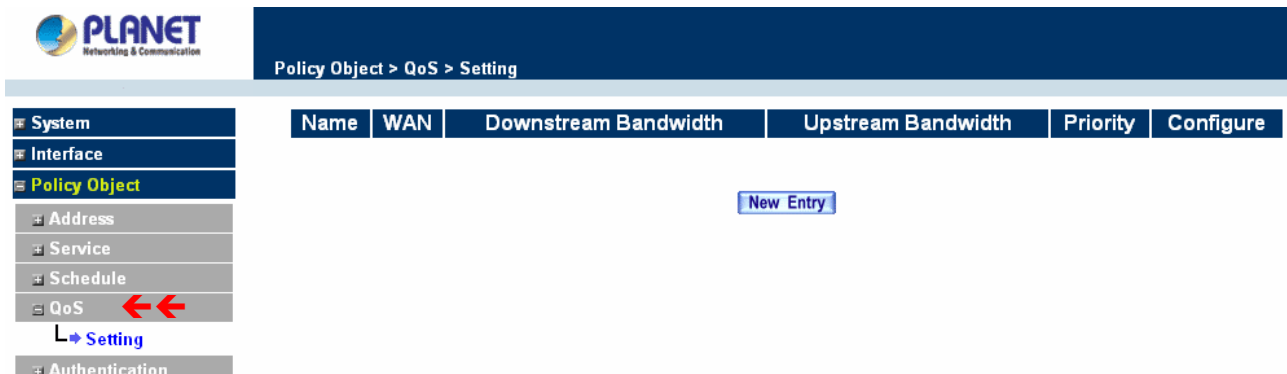 PLANET
Networking & Communication
Policy Object > QoS > Setting
System
Interface
Policy Object
Address
Service
Schedule
QoS
Setting
Authentication
Name WAN Downstream Bandwidth Upstream Bandwidth Priority Configure
New Entry